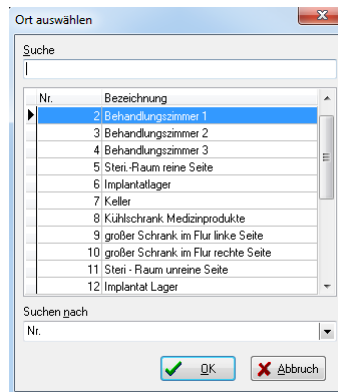 Ort auswählen
Suche
Nr. Bezeichnung
2 Behandlungszimmer 1
3 Behandlungszimmer 2
4 Behandlungszimmer 3
5 Steri.-Raum reine Seite
6 Implantatlager
7 Keller
8 Kühlschrank Medizinprodukte
9 großer Schrank im Flur linke Seite
10 großer Schrank im Flur rechte Seite
11 Steri - Raum unreine Seite
12 Implantat Lager
Suchen nach
Nr.
OK Abbruch